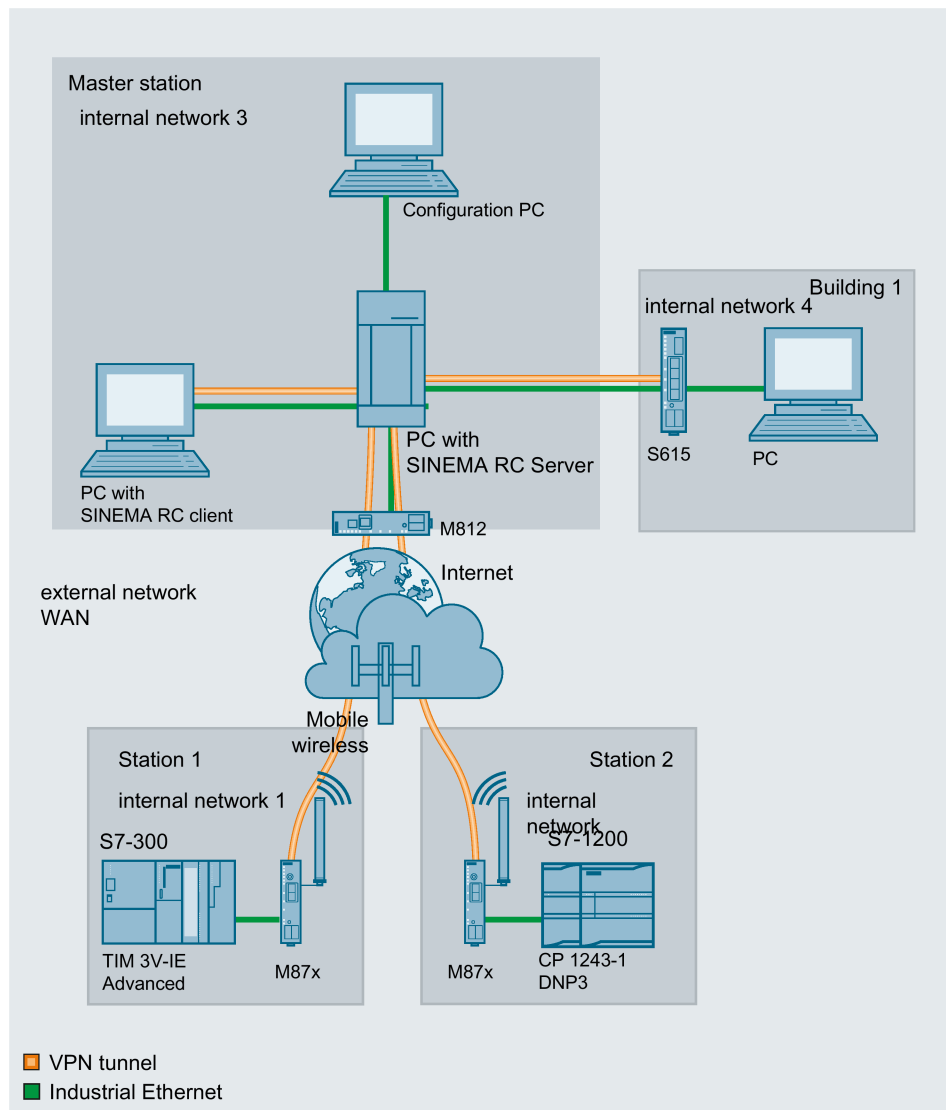 Master station
internal network 3
Configuration PC
Building 1
internal network 4
PC with
SINEMA RC Server
S615
PC
PC with
SINEMA RC client
M812
Internet
external network
WAN
Mobile
wireless
Station 1
internal network 1
S7-300
TIM 3V-IE
Advanced
M87x
Station 2
internal
network
S7-1200
M87x
CP 1243-1
DNP3
VPN tunnel
Industrial Ethernet